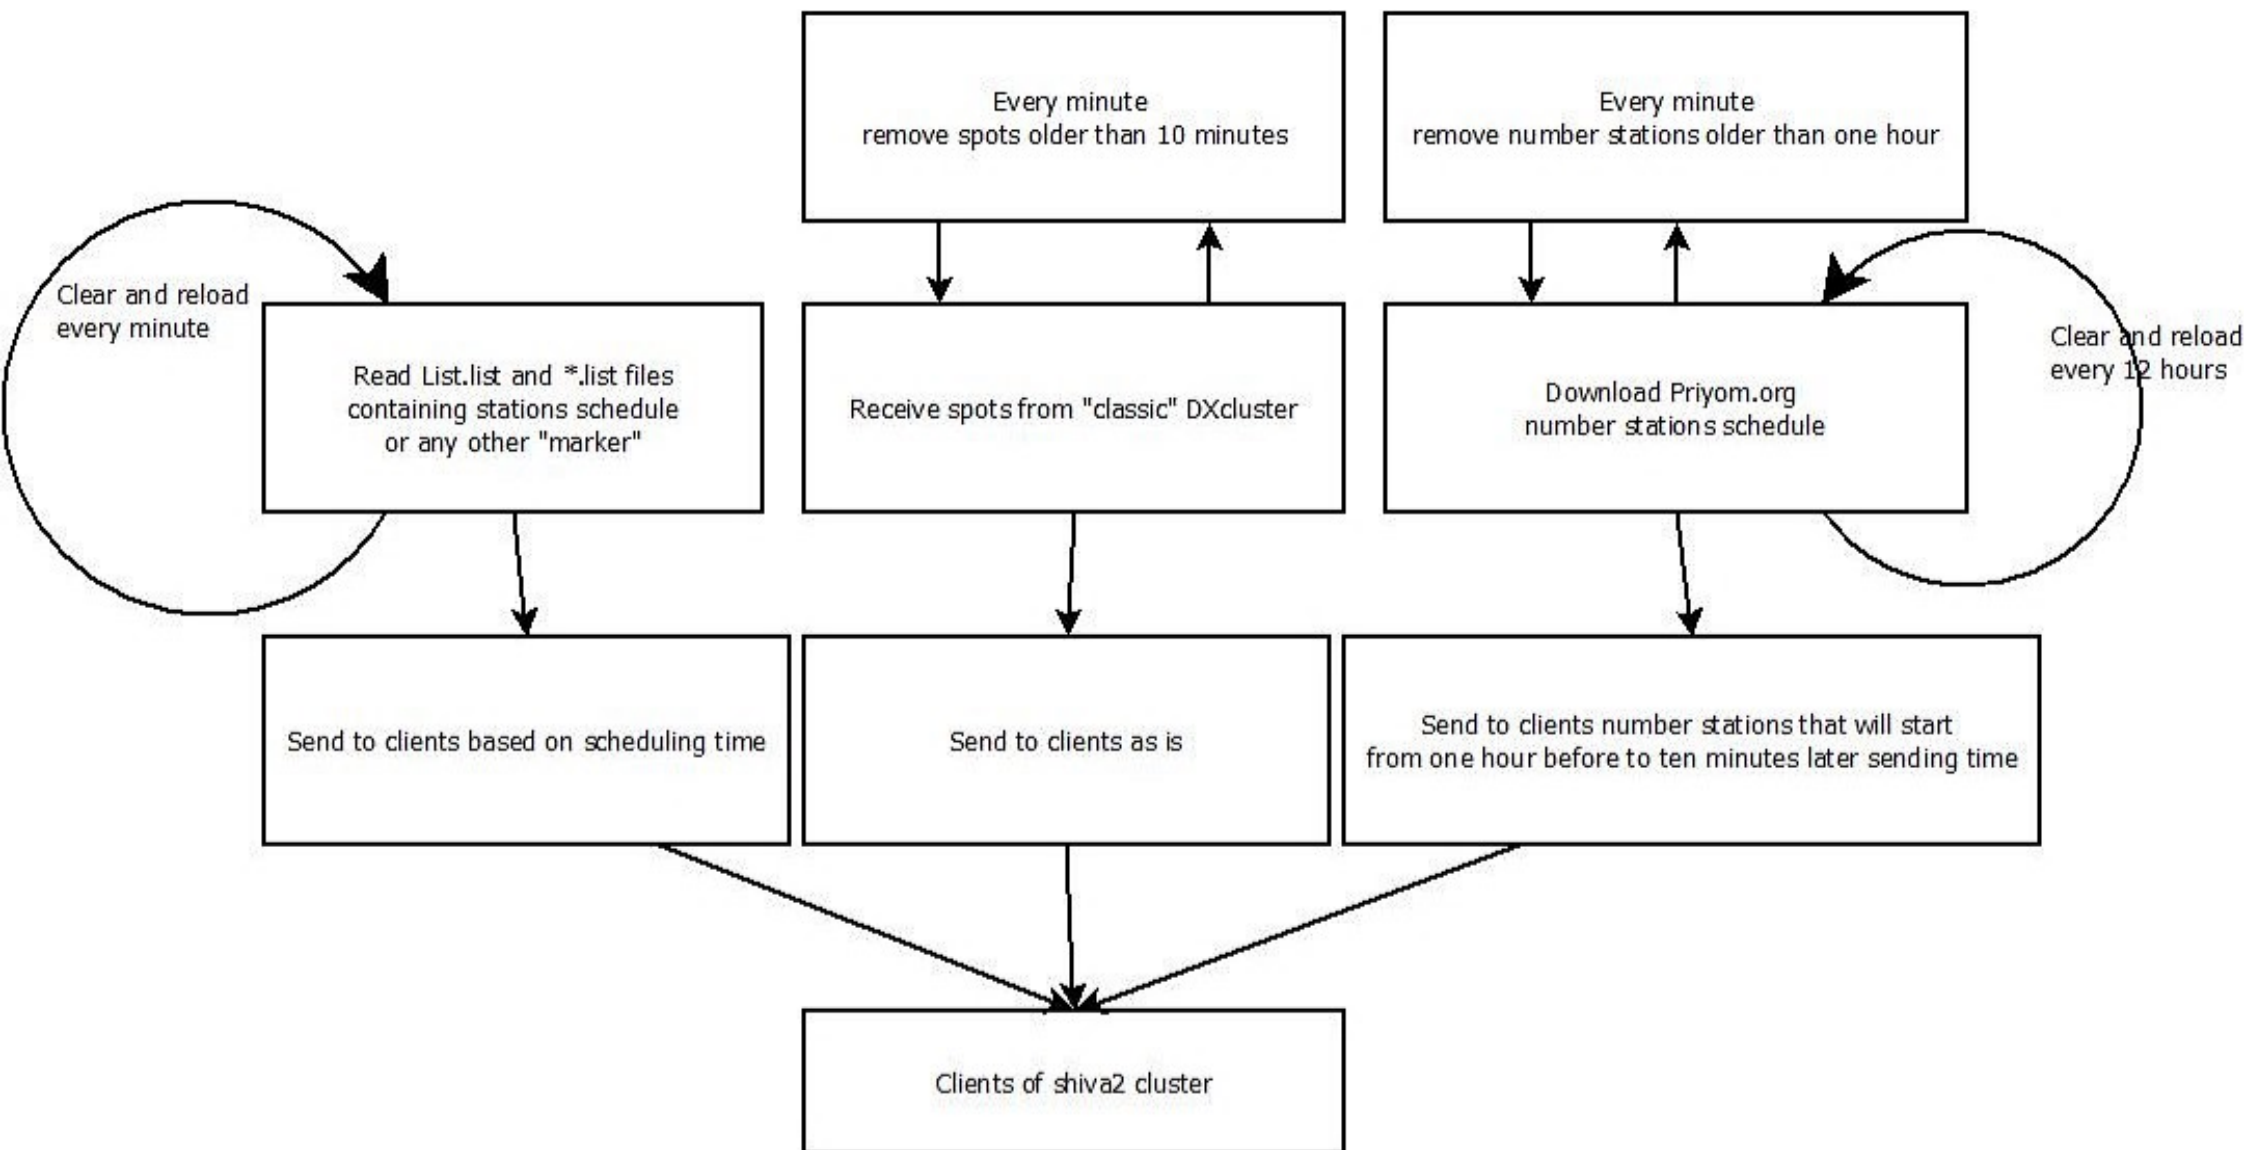 Every minute
remove spots older than 10 minutes
Every minute
remove number stations older than one hour
Clear and reload
every minute
Read List.list and *.list files
containing stations schedule
or any other "marker"
Receive spots from "classic" DXcluster
Download Priyom.org
number stations schedule
Clear and reload
every 12 hours
Send to clients based on scheduling time
Send to clients as is
Send to clients number stations that will start
from one hour before to ten minutes later sending time
Clients of shiva2 cluster